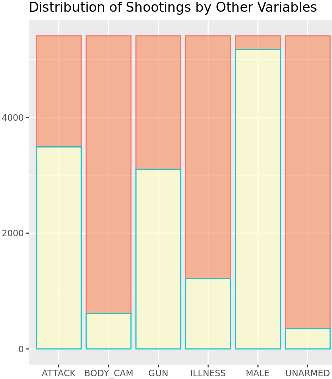 Distribution of Shootings by Other Variables
4000
2000
0
ATTACK BODY_CAM GUN ILLNESS MALE UNARMED